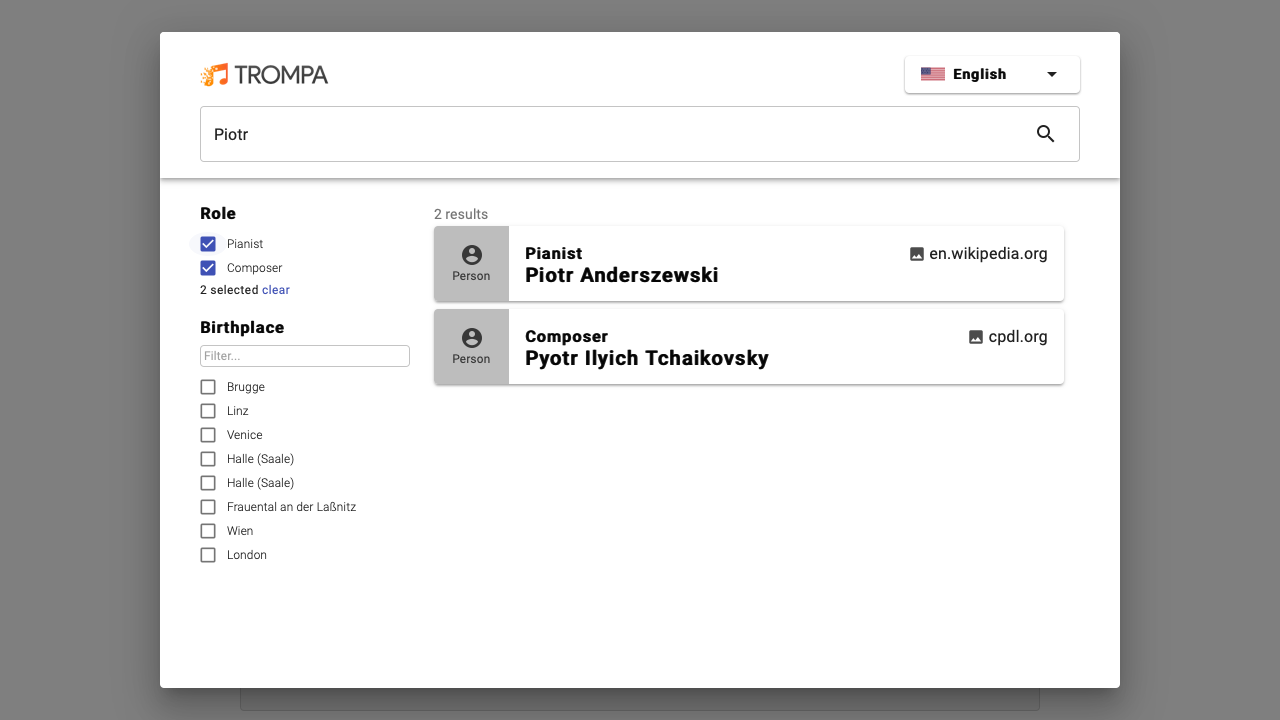 TROMPA
English
Piotr
Role
Pianist
Composer
2 selected clear
Birthplace
Filter...
Brugge
Linz
Venice
Halle (Saale)
Halle (Saale)
Frauental an der Laßnitz
Wien
London
2 results
Person
Pianist
Piotr Anderszewski
en.wikipedia.org
Person
Composer
Pyotr Ilyich Tchaikovsky
cpdl.org